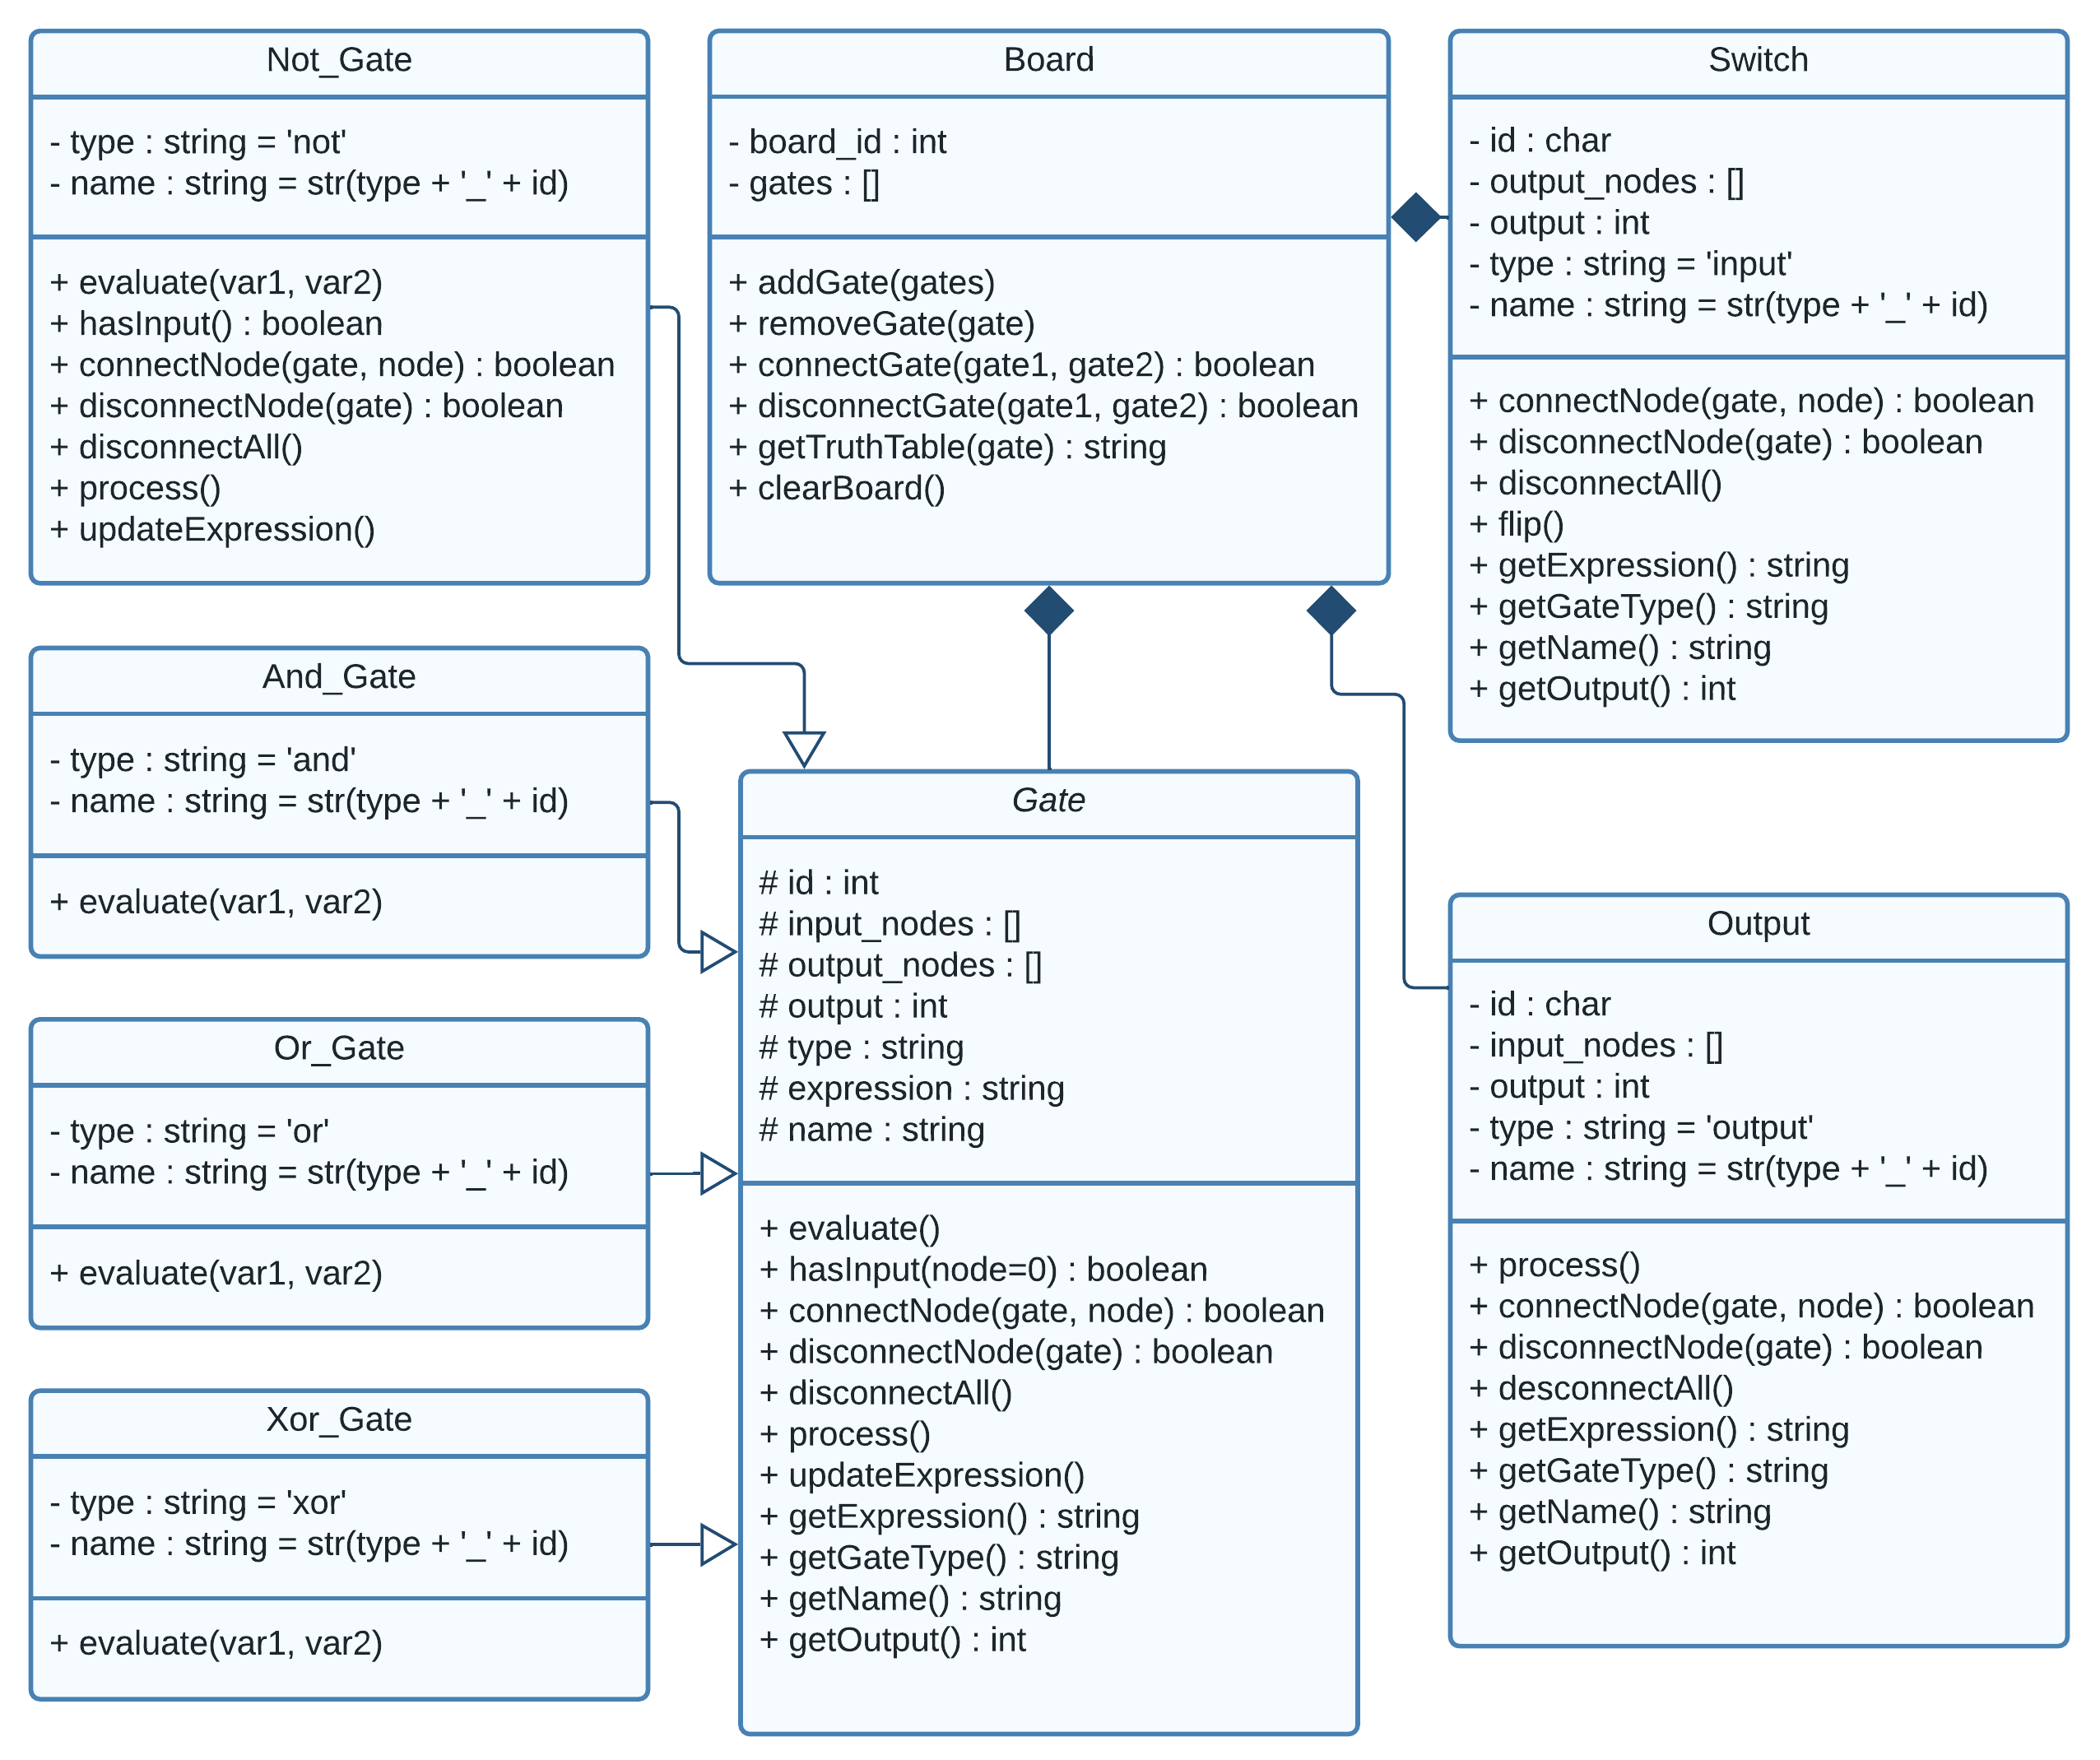 Not_Gate
- type : string = 'not'
- name : string = str(type + '_' + id)
+ evaluate(var1, var2)
+ hasInput() : boolean
+ connectNode(gate, node) : boolean
+ disconnectNode(gate) : boolean
+ disconnectAll()
+ process()
+ updateExpression()
Board
- board_id : int
- gates : []
+ addGate(gates)
+ removeGate(gate)
+ connectGate(gate1, gate2) : boolean
+ disconnectGate(gate1, gate2) : boolean
+ getTruthTable(gate) : string
+ clearBoard()
Switch
- id : char
- output_nodes : []
- output : int
- type : string = 'input'
- name : string = str(type + '_' + id)
+ connectNode(gate, node) : boolean
+ disconnectNode(gate) : boolean
+ disconnectAll()
+ flip()
+ getExpression() : string
+ getGateType() : string
+ getName() : string
+ getOutput() : int
And_Gate
- type : string = 'and'
- name : string = str(type + '_' + id)
+ evaluate(var1, var2)
Or_Gate
- type : string = 'or'
- name : string = str(type + '_' + id)
+ evaluate(var1, var2)
Xor_Gate
- type : string = 'xor'
- name : string = str(type + '_' + id)
+ evaluate(var1, var2)
Gate
# id : int
# input_nodes : []
# output_nodes : []
# output : int
# type : string
# expression : string
# name : string
+ evaluate()
+ hasInput(node=0) : boolean
+ connectNode(gate, node) : boolean
+ disconnectNode(gate) : boolean
+ disconnectAll()
+ process()
+ updateExpression()
+ getExpression() : string
+ getGateType() : string
+ getName() : string
+ getOutput() : int
Output
- id : char
- input_nodes : []
- output : int
- type : string = 'output'
- name : string = str(type + '_' + id)
+ process()
+ connectNode(gate, node) : boolean
+ disconnectNode(gate) : boolean
+ desconnectAll()
+ getExpression() : string
+ getGateType() : string
+ getName() : string
+ getOutput() : int